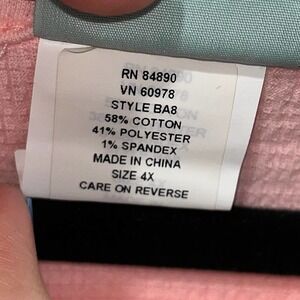 RN 84890
VN 60978
STYLE BA8
58% COTTON
41% POLYESTER
1% SPANDEX
MADE IN CHINA
SIZE 4X
CARE ON REVERSE